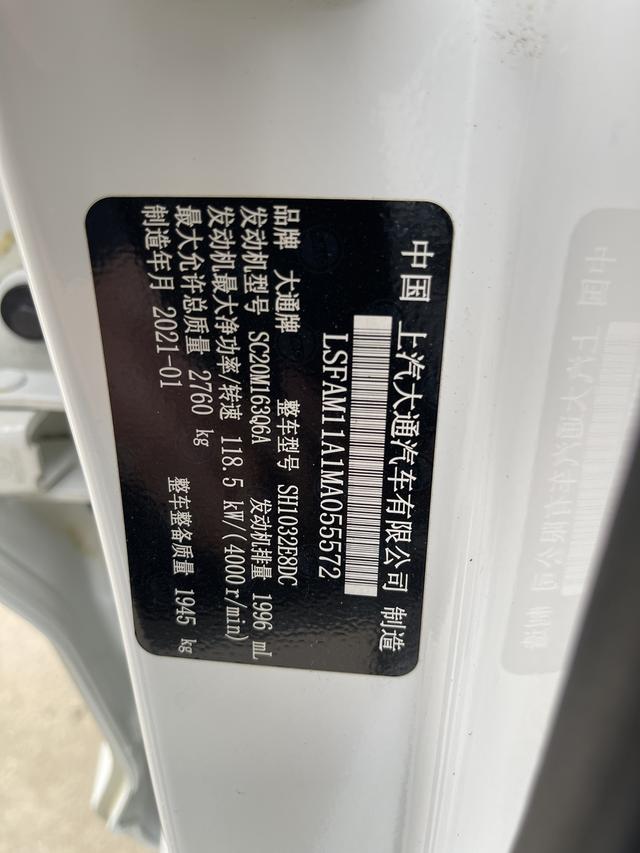 中国 上汽大通汽车有限公司 制造
LSFAM11A1MA055572
品牌 大通牌 整车型号 SH1032E8DC
发动机型号 SC20M163Q6A 发动机排量 1996 mL
发动机最大净功率/转速 118.5 kW/(4000r/min)
最大允许总质量 2760 kg
制造年月 2021-01 整车整备质量 1945 kg